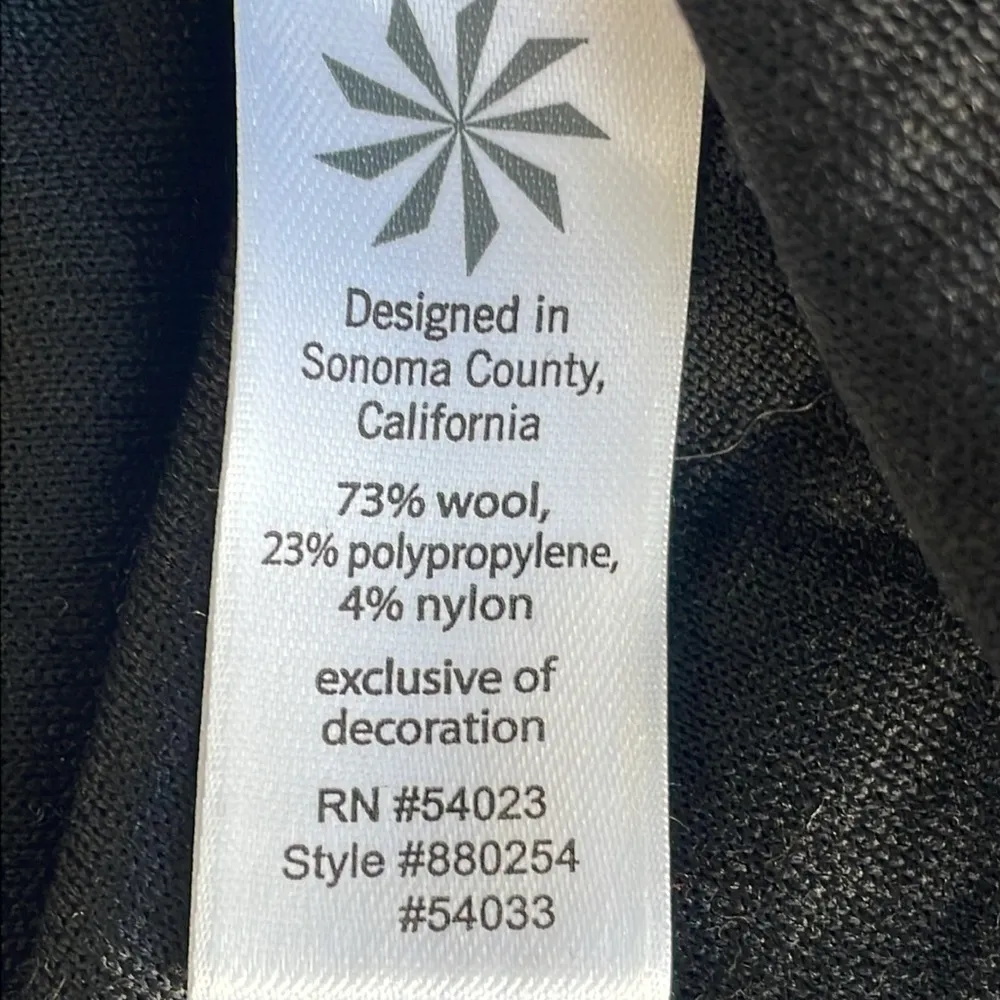 Designed in
Sonoma County,
California
73% wool,
23% polypropylene,
4% nylon
exclusive of
decoration
RN #54023
Style #880254
#54033